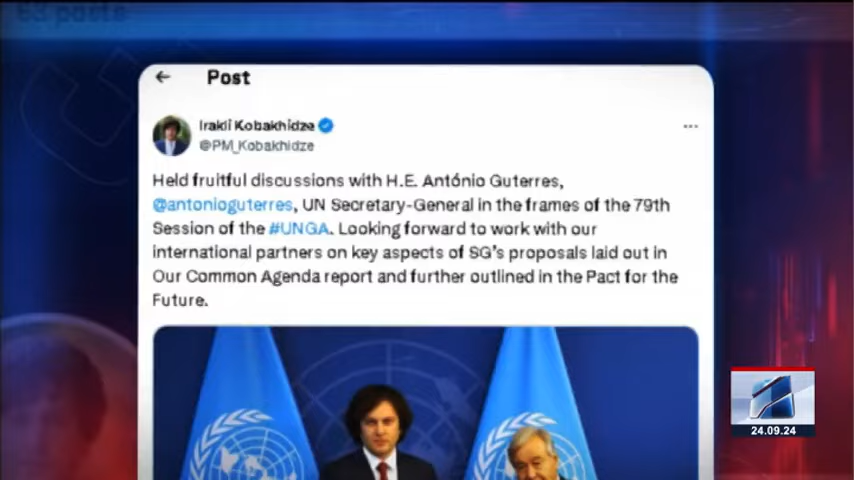 63 posts
Post
Irakli Kobakhidze
@PM_Kobakhidze
Held fruitful discussions with H.E. António Guterres,
@antonioguterres, UN Secretary-General in the frames of the 79th
Session of the #UNGA. Looking forward to work with our
international partners on key aspects of SG's proposals laid out in
Our Common Agenda report and further outlined in the Pact for the
Future.
24.09.24